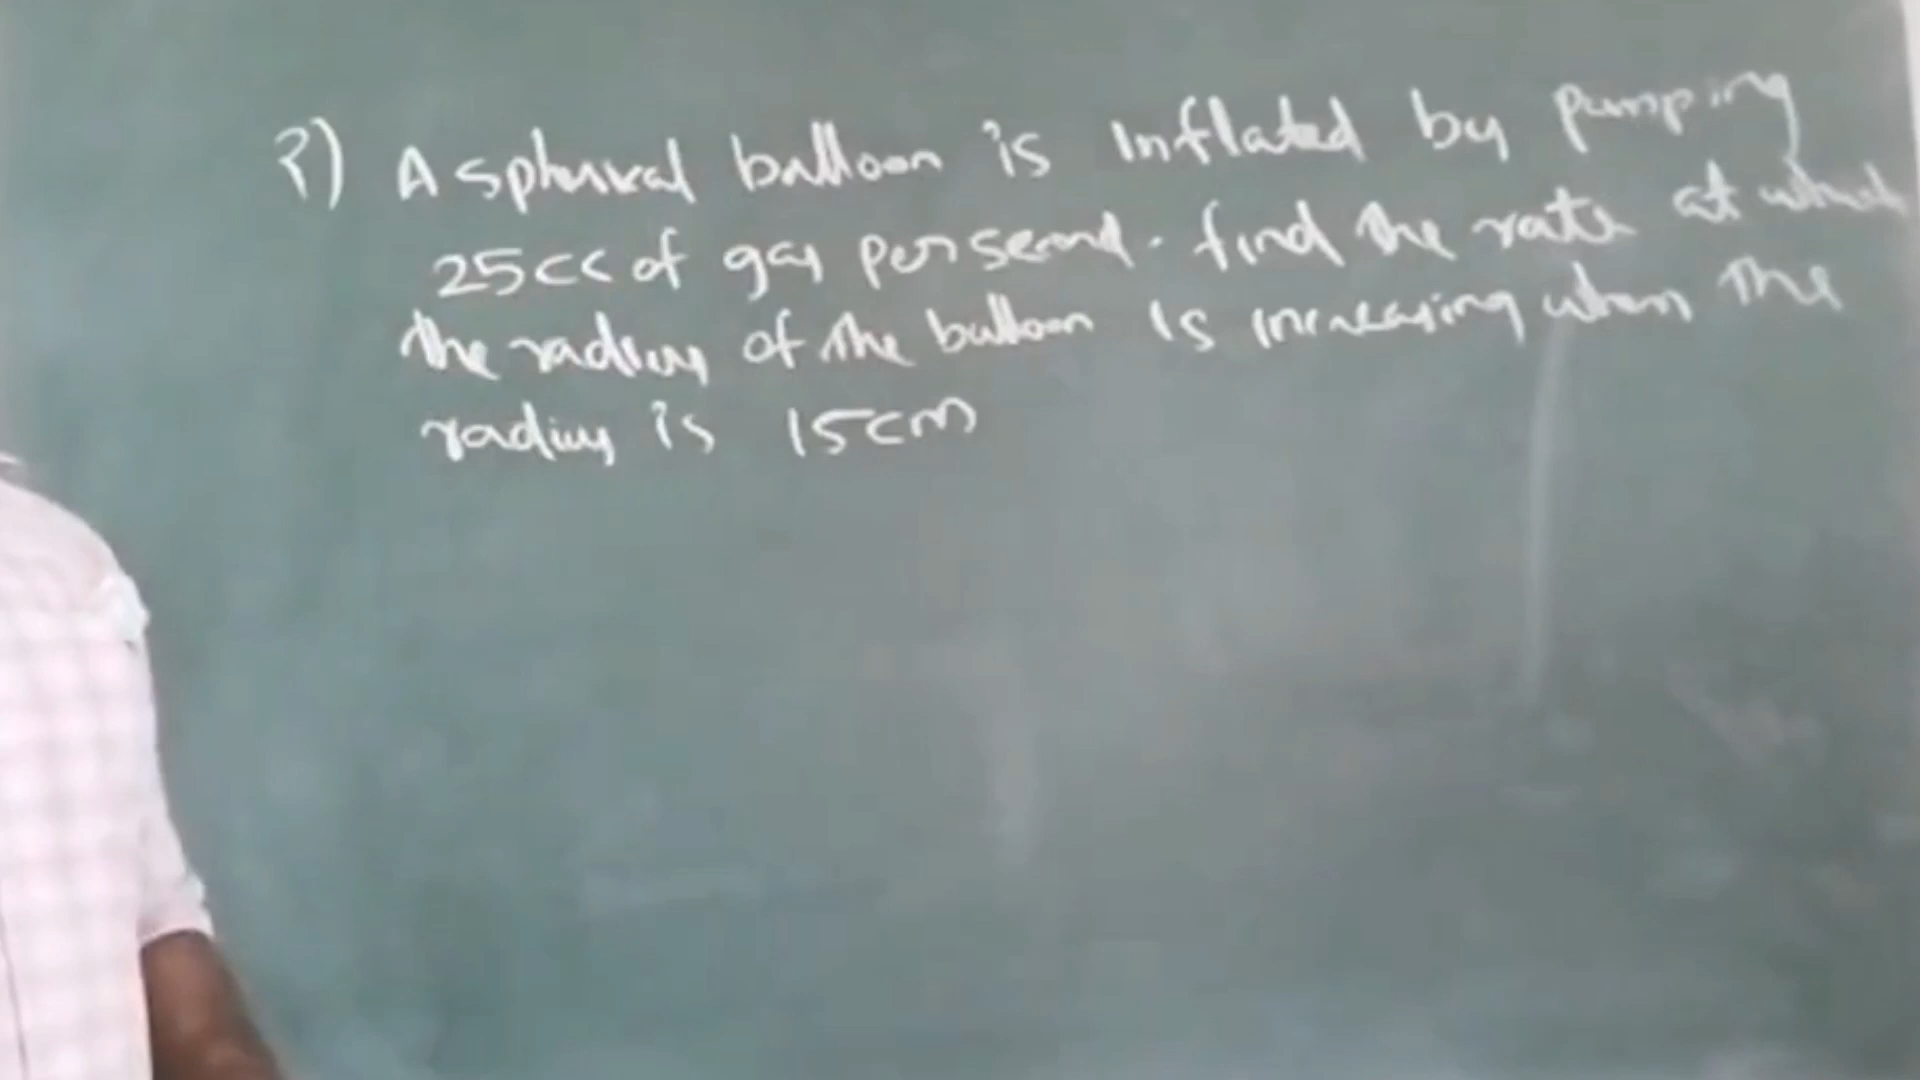 ?) A spherical balloon is Inflated by pumping
25cc of gas per second. find the rate at which
the radius of the balloon is increasing when the
radius is 15cm